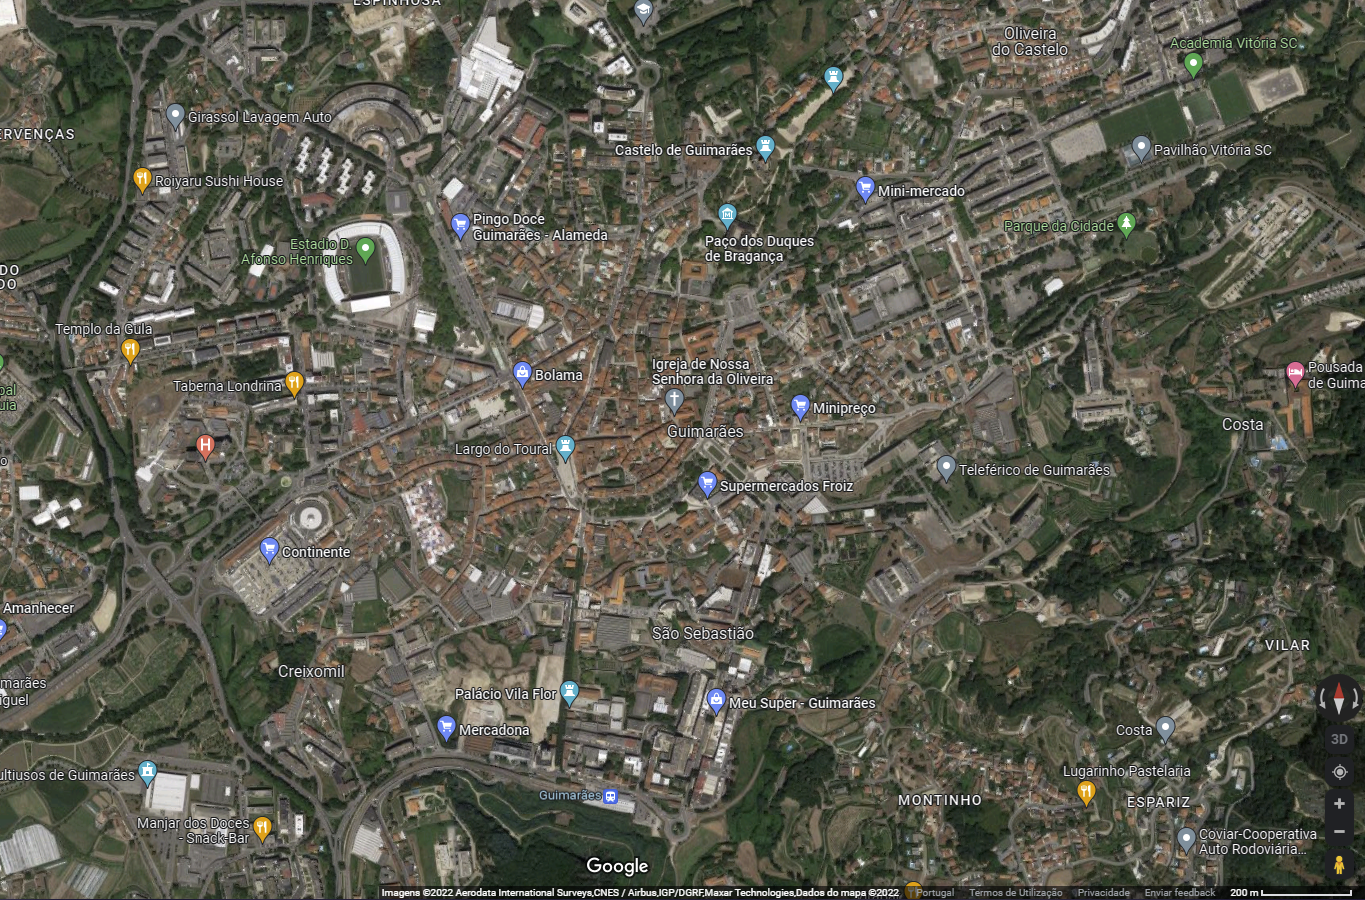 ESPINHOSA
Oliveira
do Castelo
Academia Vitória SC
Girassol Lavagem Auto
ERVENÇAS
Castelo de Guimarães
Pavilhão Vitória SC
Roiyaru Sushi House
Mini-mercado
Pingo Doce
Guimarães - Alameda
Parque da Cidade
Estadio D.
Afonso Henriques
Paço dos Duques
de Bragança
DO
DO
Templo da Gula
Igreja de Nossa
Senhora da Oliveira
Pousada
de Guima
Bolama
Taberna Londrina
H
pal
uia
Minipreço
Costa
Guimarães
Largo do Toural
o
Teleférico de Guimarães
Supermercados Froiz
Continente
Amanhecer
São Sebastião
VILAR
Creixomil
marães
guel
Palácio Vila Flor
Meu Super - Guimarães
Mercadona
Costa
3D
ultiusos de Guimarães
Lugarinho Pastelaria
Guimarães
MONTINHO
ESPARIZ
Manjar dos Doces
- Snack-Bar
Coviar-Cooperativa
Auto Rodoviária...
Google
Imagens ©2022 Aerodata International Surveys,CNES / Airbus,IGP/DGRF,Maxar Technologies,Dados do mapa ©2022 Portugal Termos de Utilização Privacidade Enviar feedback 200 m